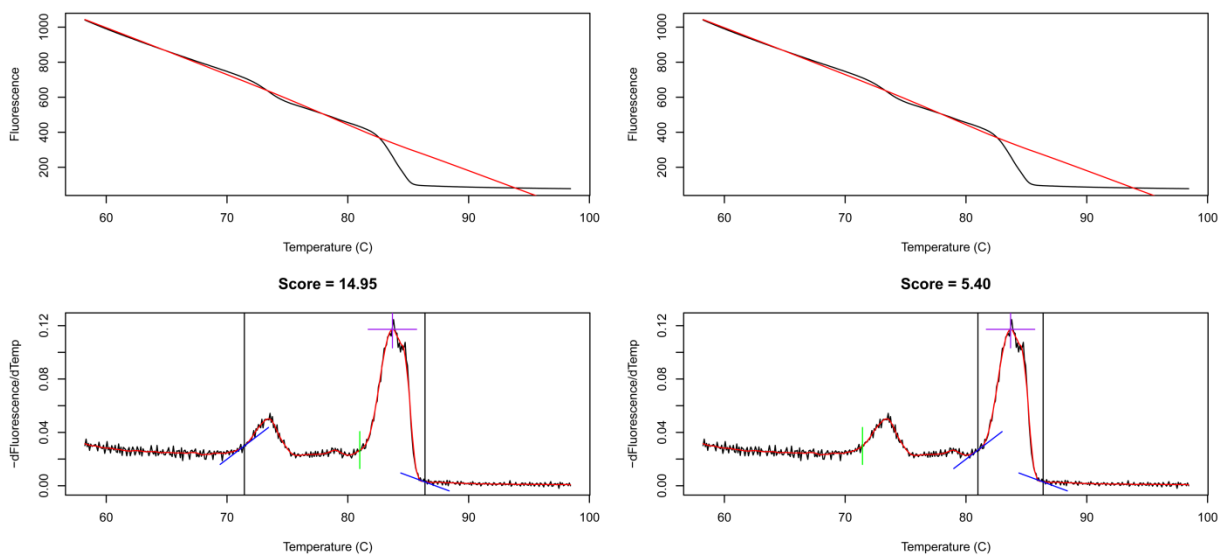 Fluorescence
1000
800
600
400
200
60 70 80 90 100
Temperature (C)
Fluorescence
1000
800
600
400
200
60 70 80 90 100
Temperature (C)
Score = 14.95
-dFluorescence/dTemp
0.12
0.08
0.04
0.00
60 70 80 90 100
Temperature (C)
Score = 5.40
-dFluorescence/dTemp
0.12
0.08
0.04
0.00
60 70 80 90 100
Temperature (C)